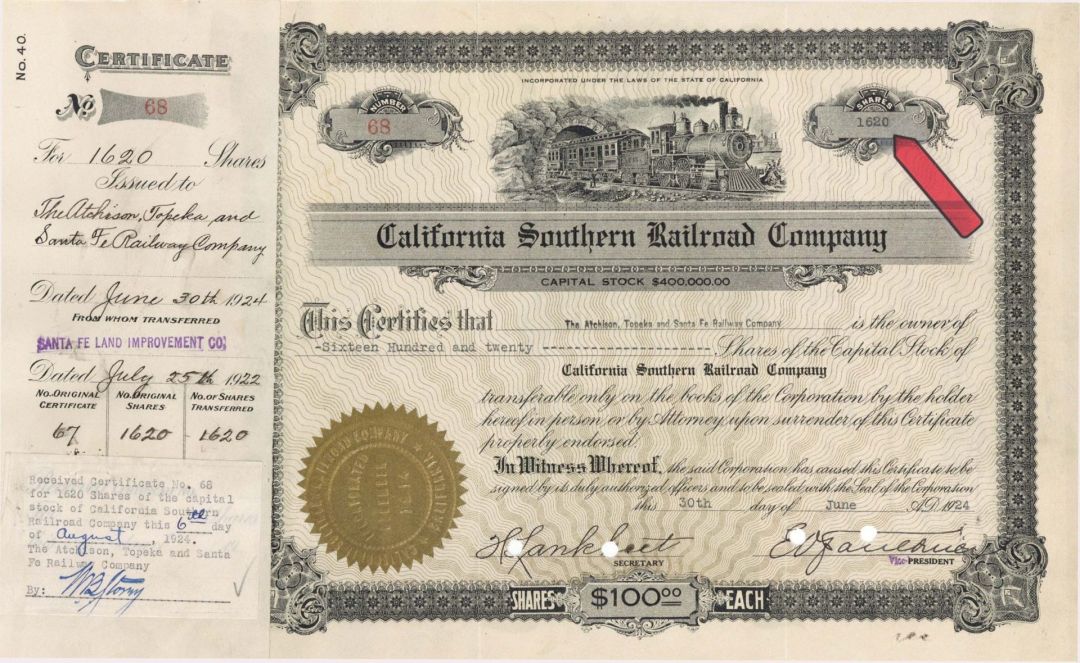 No. 40.
CERTIFICATE
No 68
For 1620 Shares
Issued to
The Atchison, Topeka and
Santa Fe Railway Company
Dated June 30th 1924
FROM WHOM TRANSFERRED
SANTA FE LAND IMPROVEMENT CO.
Dated July 25th 1922
NO. ORIGINAL CERTIFICATE NO. ORIGINAL SHARES NO. OF SHARES TRANSFERRED
67 1620 1620
Received Certificate No. 68
for 1620 Shares of the capital
stock of California Southern
Railroad Company this 6th day
of August, 1924.
The Atchison, Topeka and Santa
Fe Railway Company
By:
INCORPORATED UNDER THE LAWS OF THE STATE OF CALIFORNIA
NUMBER
68
SHARES
1620
California Southern Railroad Company
CAPITAL STOCK $400,000.00
This Certifies that The Atchison, Topeka and Santa Fe Railway Company is the owner of
-Sixteen Hundred and twenty -------------------- Shares of the Capital Stock of
California Southern Railroad Company
transferable only on the books of the Corporation by the holder
hereof in person or by Attorney upon surrender of this Certificate
properly endorsed.
In Witness Whereof, the said Corporation has caused this Certificate to be
signed by its duly authorized officers and to be sealed with the Seal of the Corporation
this 30th day of June A.D. 1924
SECRETARY
Vice-PRESIDENT
SHARES $100.00 EACH